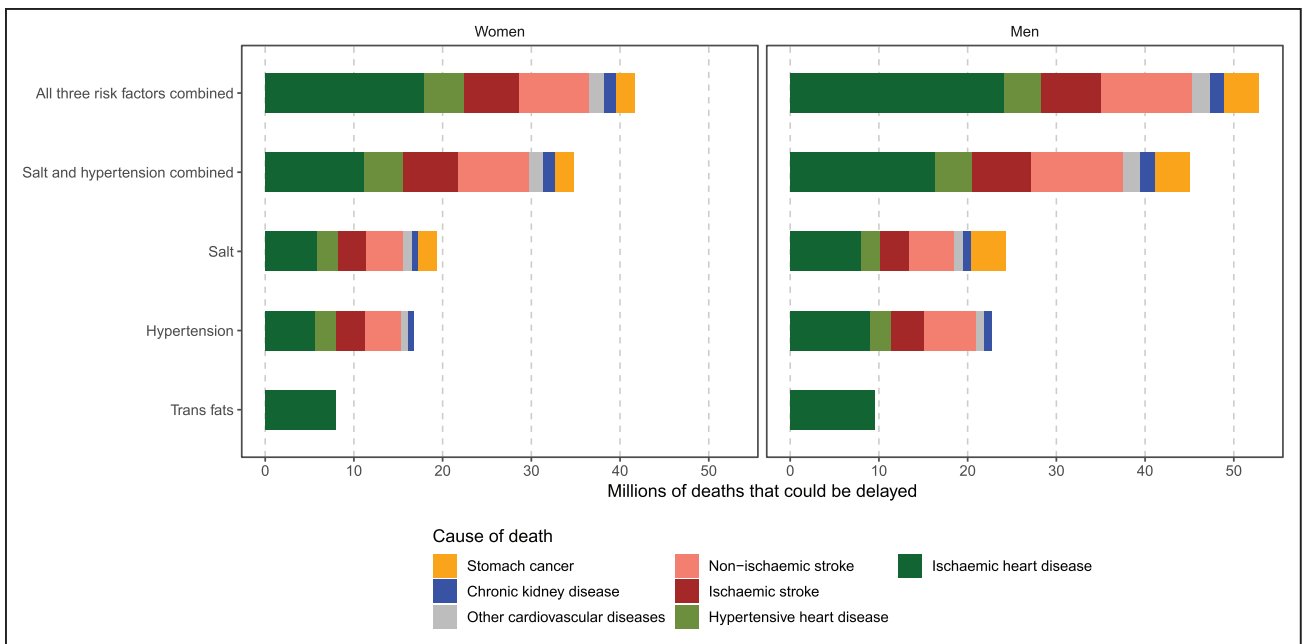 Women
Men
All three risk factors combined
Salt and hypertension combined
Salt
Hypertension
Trans fats
0 10 20 30 40 50
0 10 20 30 40 50
Millions of deaths that could be delayed
Cause of death
Stomach cancer
Chronic kidney disease
Other cardiovascular diseases
Non−ischaemic stroke
Ischaemic stroke
Hypertensive heart disease
Ischaemic heart disease